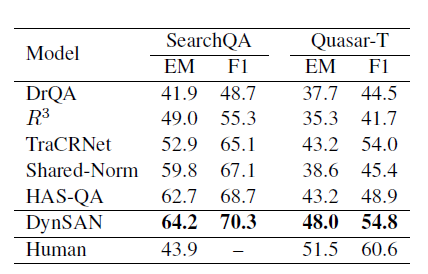 Model SearchQA Quasar-T
EM F1 EM F1
DrQA 41.9 48.7 37.7 44.5
R³ 49.0 55.3 35.3 41.7
TraCRNet 52.9 65.1 43.2 54.0
Shared-Norm 59.8 67.1 38.6 45.4
HAS-QA 62.7 68.7 43.2 48.9
DynSAN 64.2 70.3 48.0 54.8
Human 43.9 – 51.5 60.6